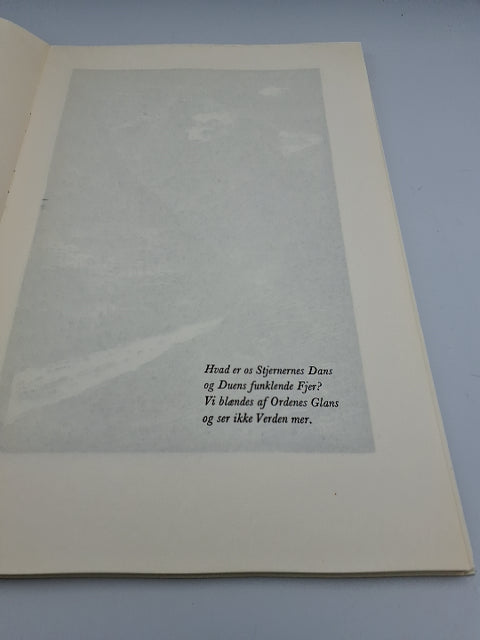 Hvad er os Stjernernes Dans
og Duens funklende Fjer?
Vi blændes af Ordenes Glans
og ser ikke Verden mer.